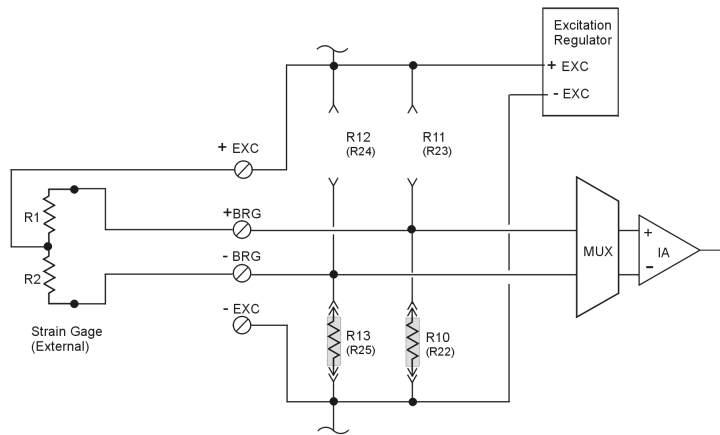 Excitation
Regulator
+ EXC
- EXC
R12
(R24)
R11
(R23)
+ EXC
R1
+BRG
- BRG
R2
MUX
+
IA
-
- EXC
Strain Gage
(External)
R13
(R25)
R10
(R22)